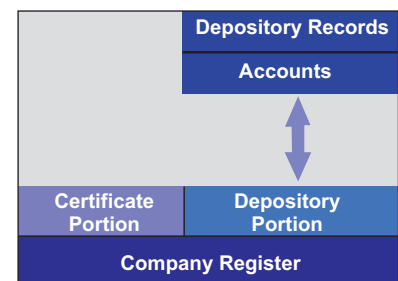 Depository Records
Accounts
Certificate
Portion
Depository
Portion
Company Register